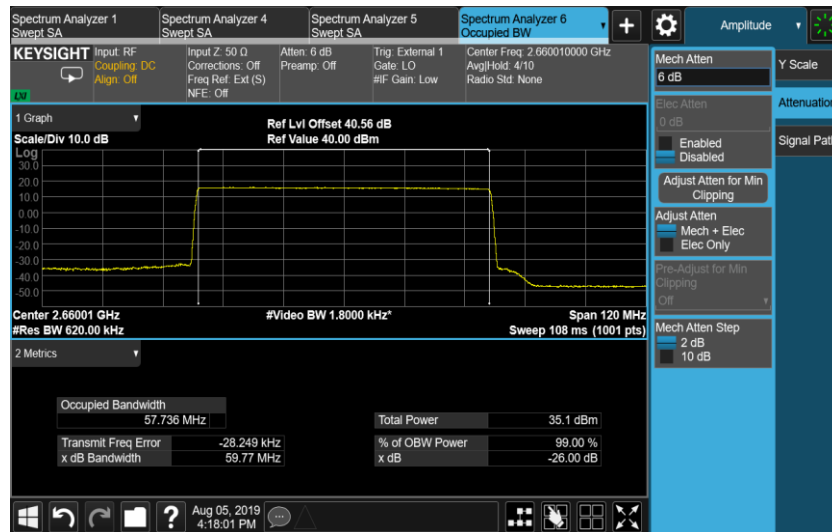 Spectrum Analyzer 1
Swept SA
Spectrum Analyzer 4
Swept SA
Spectrum Analyzer 5
Swept SA
Spectrum Analyzer 6
Occupied BW
Amplitude
KEYSIGHT
LXI
Input: RF
Coupling: DC
Align: Off
Input Z: 50 Ω
Corrections: Off
Freq Ref: Ext (S)
NFE: Off
Atten: 6 dB
Preamp: Off
Trig: External 1
Gate: LO
#IF Gain: Low
Center Freq: 2.660010000 GHz
Avg|Hold: 4/10
Radio Std: None
1 Graph
Scale/Div 10.0 dB
Ref Lvl Offset 40.56 dB
Ref Value 40.00 dBm
Log
30.0
20.0
10.0
0.00
-10.0
-20.0
-30.0
-40.0
-50.0
Center 2.66001 GHz
#Video BW 1.8000 kHz*
Span 120 MHz
#Res BW 620.00 kHz
Sweep 108 ms (1001 pts)
2 Metrics
Occupied Bandwidth
57.736 MHz
Total Power 35.1 dBm
Transmit Freq Error -28.249 kHz
% of OBW Power 99.00 %
x dB Bandwidth 59.77 MHz
x dB -26.00 dB
Mech Atten
6 dB
Elec Atten
0 dB
Enabled
Disabled
Adjust Atten for Min
Clipping
Adjust Atten
Mech + Elec
Elec Only
Pre-Adjust for Min
Clipping
Off
Mech Atten Step
2 dB
10 dB
Y Scale
Attenuation
Signal Path
?
Aug 05, 2019
4:18:01 PM